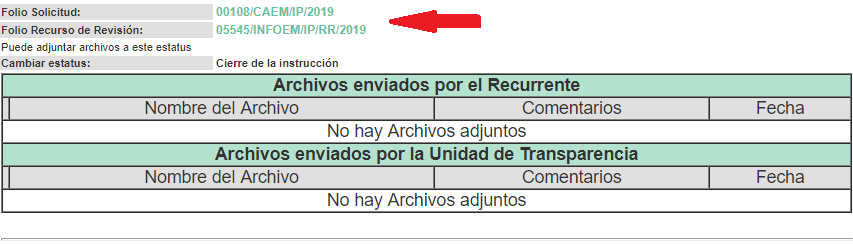 Folio Solicitud: 00108/CAEM/IP/2019
Folio Recurso de Revisión: 05545/INFOEM/IP/RR/2019
Puede adjuntar archivos a este estatus
Cambiar estatus: Cierre de la instrucción
Archivos enviados por el Recurrente
Nombre del Archivo Comentarios Fecha
No hay Archivos adjuntos
Archivos enviados por la Unidad de Transparencia
Nombre del Archivo Comentarios Fecha
No hay Archivos adjuntos